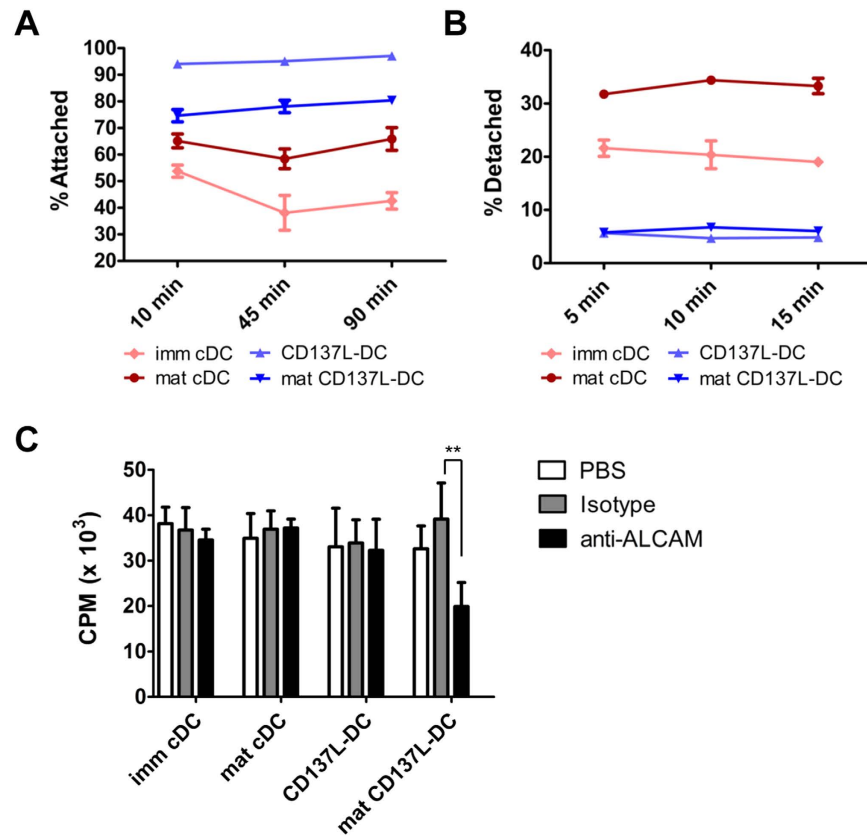 A
% Attached
100
90
80
70
60
50
40
30
20
10 min
45 min
90 min
imm cDC
CD137L-DC
mat cDC
mat CD137L-DC
B
% Detached
40
30
20
10
0
5 min
10 min
15 min
imm cDC
CD137L-DC
mat cDC
mat CD137L-DC
C
CPM (x 10³)
50
40
30
20
10
0
**
imm cDC
mat cDC
CD137L-DC
mat CD137L-DC
PBS
Isotype
anti-ALCAM